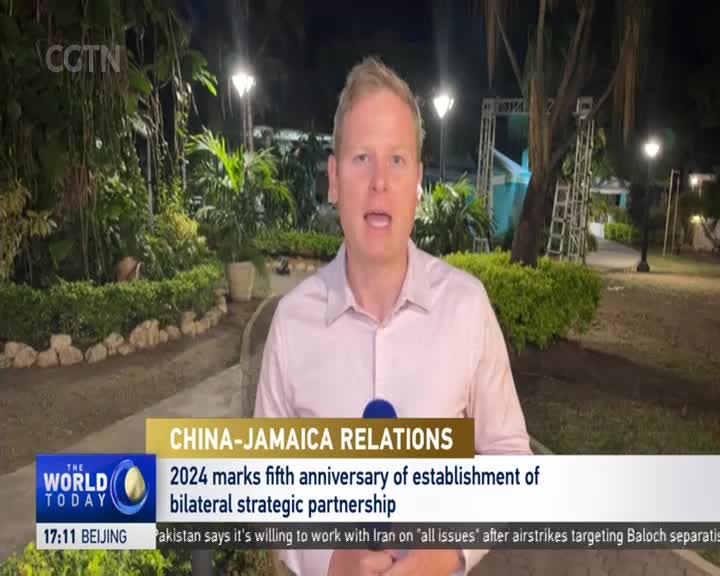 CGTN
CHINA-JAMAICA RELATIONS
2024 marks fifth anniversary of establishment of
bilateral strategic partnership
THE
WORLD
TODAY
17:11 BEIJING
Pakistan says it's willing to work with Iran on "all issues" after airstrikes targeting Baloch separatis